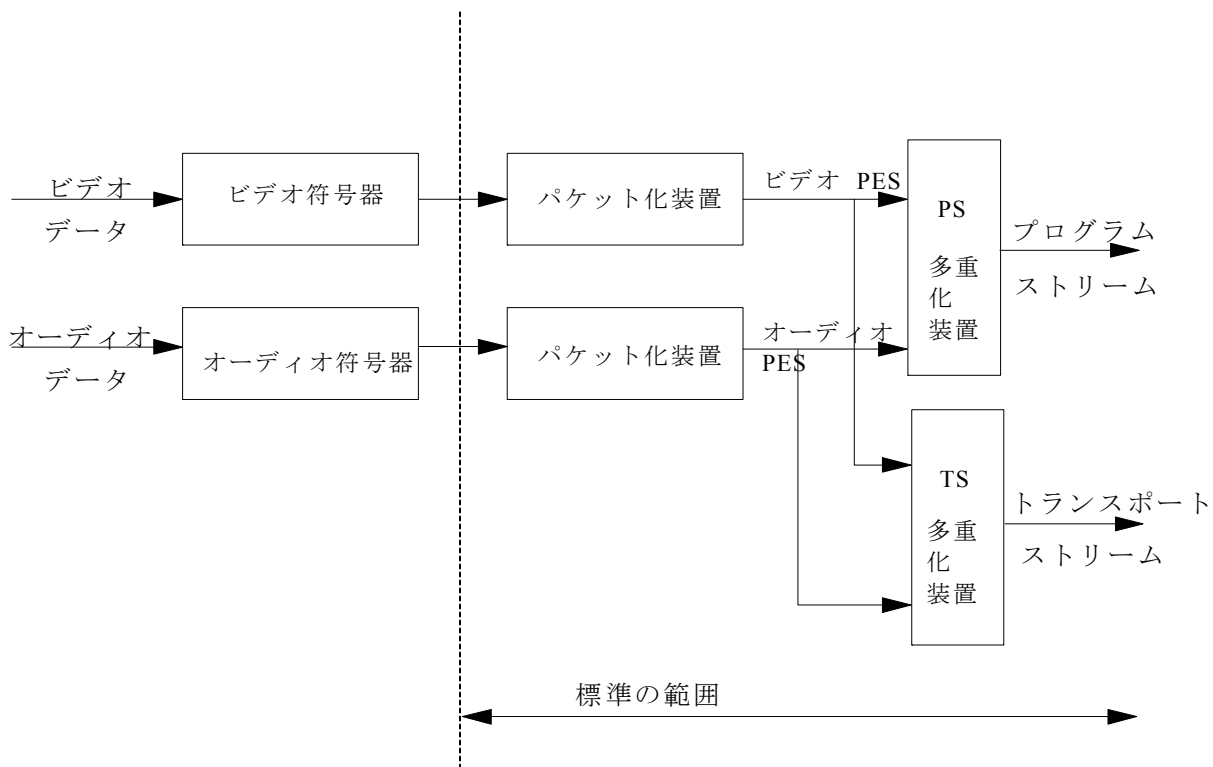 ビデオ
データ
ビデオ符号器
パケット化装置
ビデオ PES
PS
多重
化
装置
プログラム
ストリーム
オーディオ
データ
オーディオ符号器
パケット化装置
オーディオ
PES
TS
多重
化
装置
トランスポート
ストリーム
標準の範囲